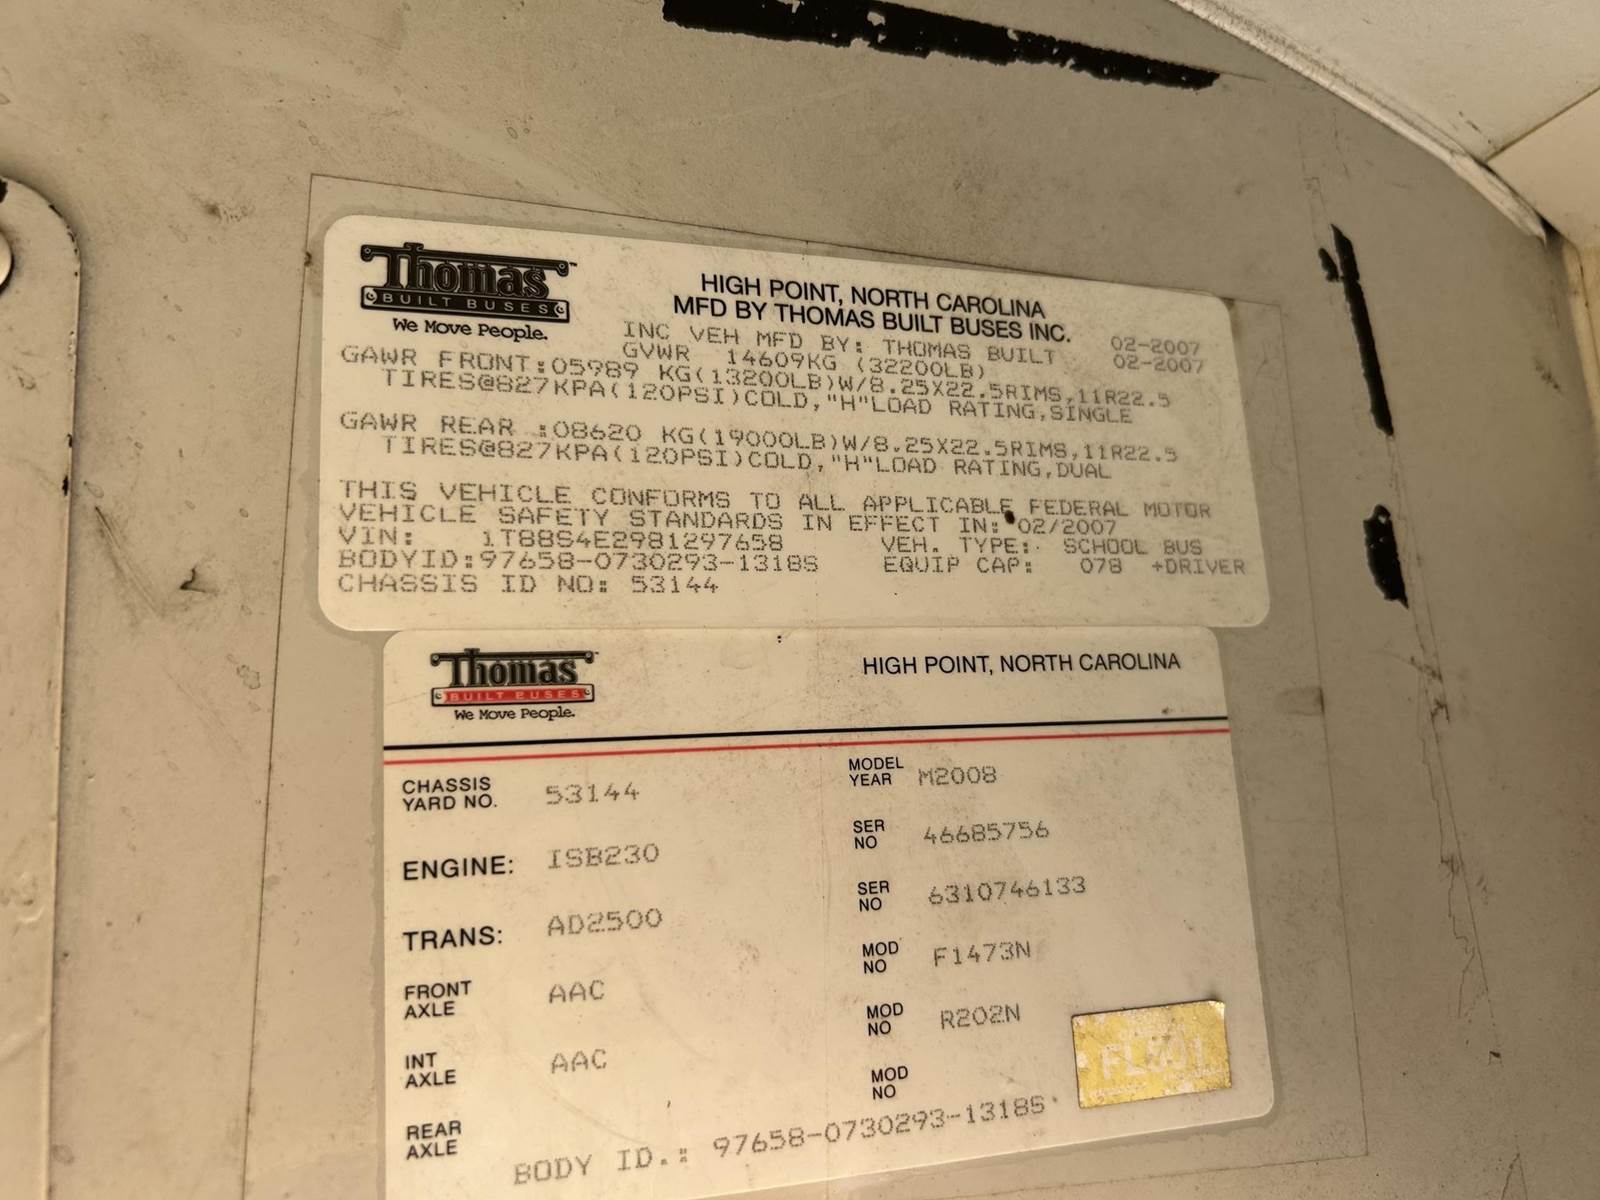 Thomas™
BUILT BUSES
We Move People.
HIGH POINT, NORTH CAROLINA
MFD BY THOMAS BUILT BUSES INC.
INC VEH MFD BY: THOMAS BUILT 02-2007
GVWR 14609KG (32200LB) 02-2007
GAWR FRONT:05989 KG(13200LB)W/8.25X22.5RIMS,11R22.5
TIRES@827KPA(120PSI)COLD,"H"LOAD RATING,SINGLE
GAWR REAR :08620 KG(19000LB)W/8.25X22.5RIMS,11R22.5
TIRES@827KPA(120PSI)COLD,"H"LOAD RATING,DUAL
THIS VEHICLE CONFORMS TO ALL APPLICABLE FEDERAL MOTOR
VEHICLE SAFETY STANDARDS IN EFFECT IN: 02/2007
VIN: 1T88S4E2981297658 VEH. TYPE: SCHOOL BUS
BODYID:97658-0730293-1318S EQUIP CAP: 078 +DRIVER
CHASSIS ID NO: 53144
Thomas™
BUILT BUSES
We Move People.
HIGH POINT, NORTH CAROLINA
CHASSIS YARD NO. 53144 MODEL YEAR M2008
ENGINE: ISB230 SER NO 46685756
TRANS: AD2500 SER NO 6310746133
FRONT AXLE AAC MOD NO F1473N
INT AXLE AAC MOD NO R202N
REAR AXLE MOD NO
BODY ID.: 97658-0730293-1318S